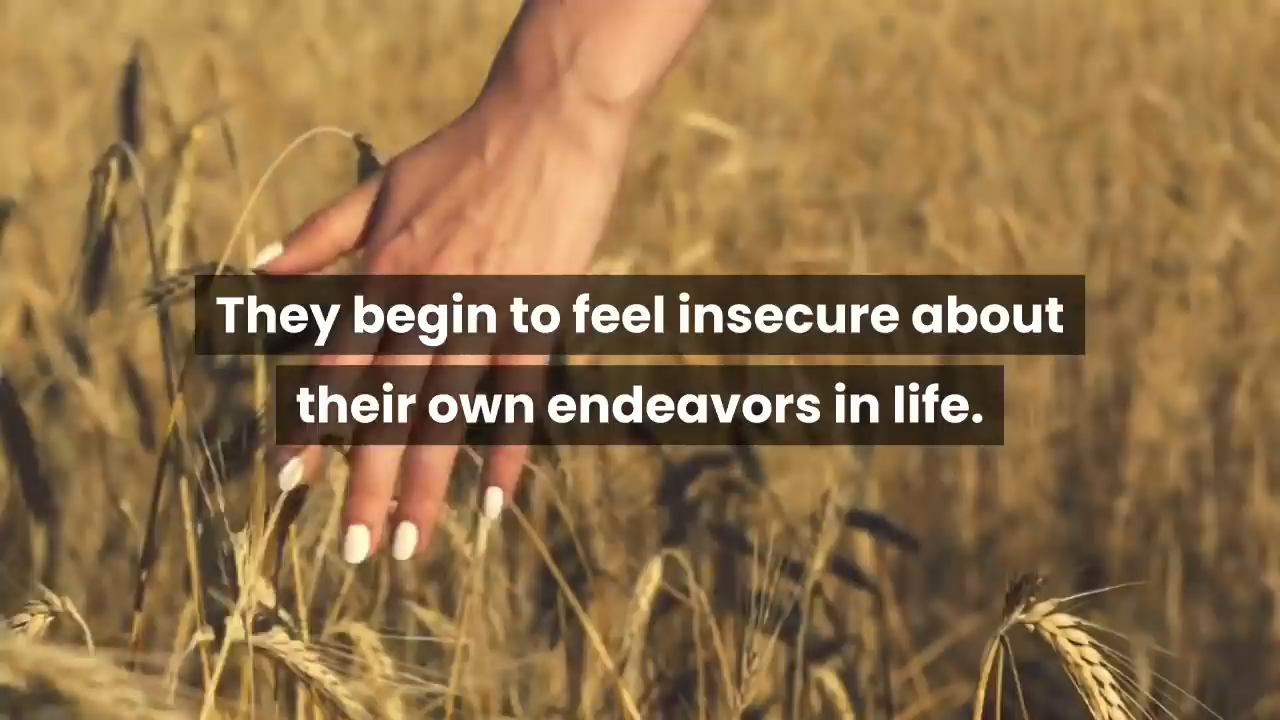 They begin to feel insecure about
their own endeavors in life.